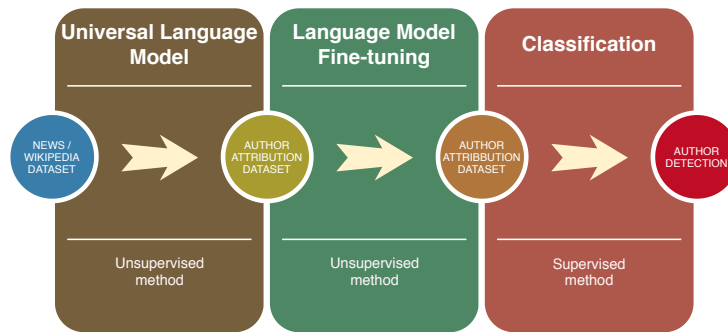 Universal Language
Model
Language Model
Fine-tuning
Classification
NEWS /
WIKIPEDIA
DATASET
AUTHOR
ATTRIBUTION
DATASET
AUTHOR
ATTRIBBUTION
DATASET
AUTHOR
DETECTION
Unsupervised
method
Unsupervised
method
Supervised
method